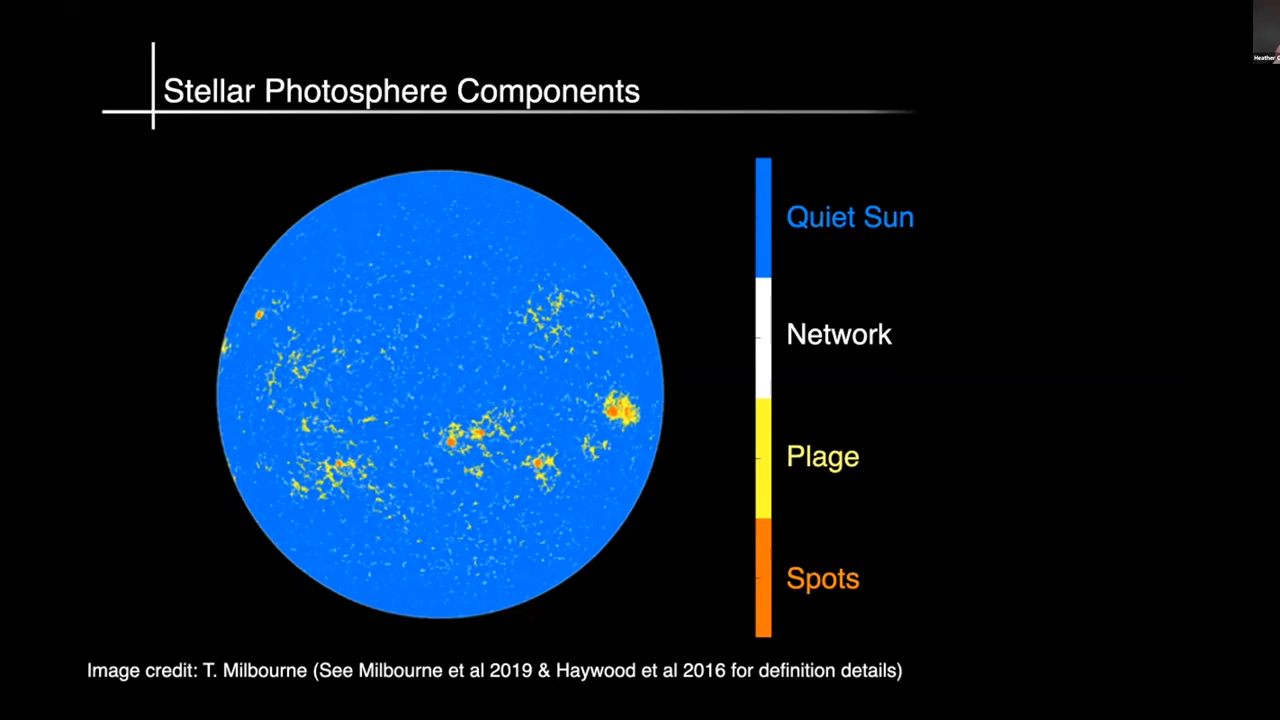 Stellar Photosphere Components
Quiet Sun
Network
Plage
Spots
Image credit: T. Milbourne (See Milbourne et al 2019 & Haywood et al 2016 for definition details)
Heather